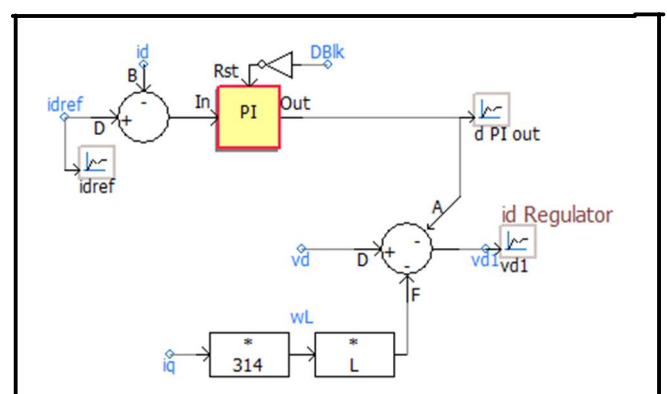 id
DBlk
B
-
Rst
idref
D
+
In
PI
Out
d PI out
idref
A
id Regulator
-
vd
D
+
-
vd1
vd1
F
wL
iq
*
314
*
L